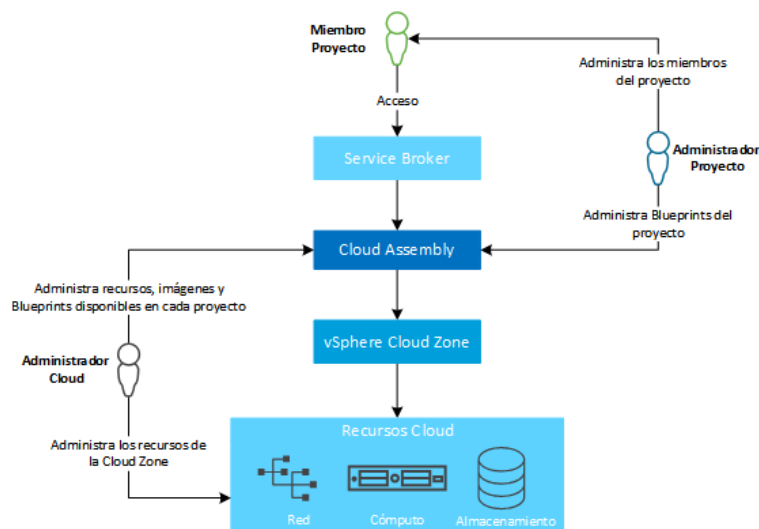 Miembro
Proyecto
Administra los miembros
del proyecto
Acceso
Service Broker
Administrador
Proyecto
Administra Blueprints del
proyecto
Cloud Assembly
Administra recursos, imágenes y
Blueprints disponibles en cada proyecto
vSphere Cloud Zone
Administrador
Cloud
Administra los recursos de
la Cloud Zone
Recursos Cloud
Red
Cómputo
Almacenamiento